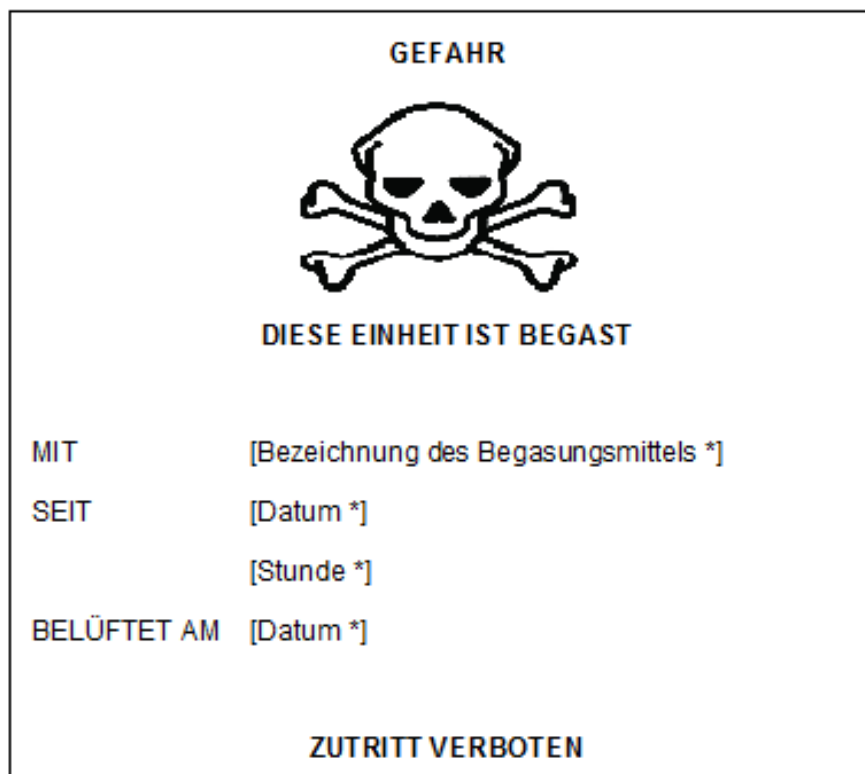 GEFAHR
DIESE EINHEIT IST BEGAST
MIT [Bezeichnung des Begasungsmittels *]
SEIT [Datum *]
[Stunde *]
BELÜFTET AM [Datum *]
ZUTRITT VERBOTEN